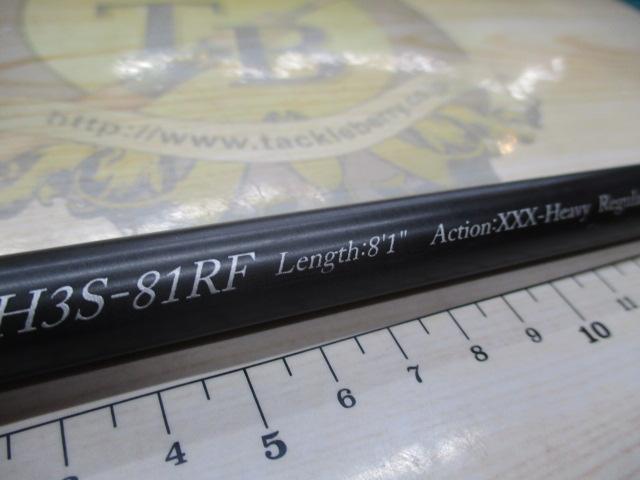 TB
http://www.tackleberry.co.
H3S-81RF Length:8'1" Action:XXX-Heavy
4 5 6 7 8 9 10 11